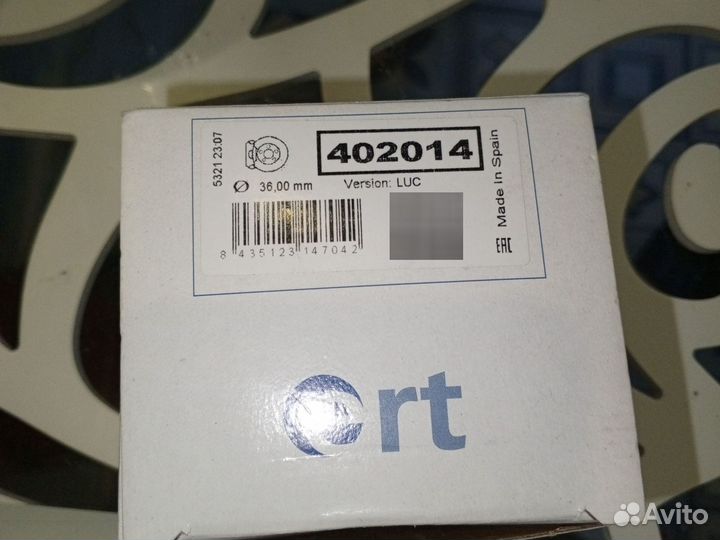 5321 23:07
402014
Ø 36,00 mm
Version: LUC
8 435123 147042
Made In Spain
EAC
ert
Avito